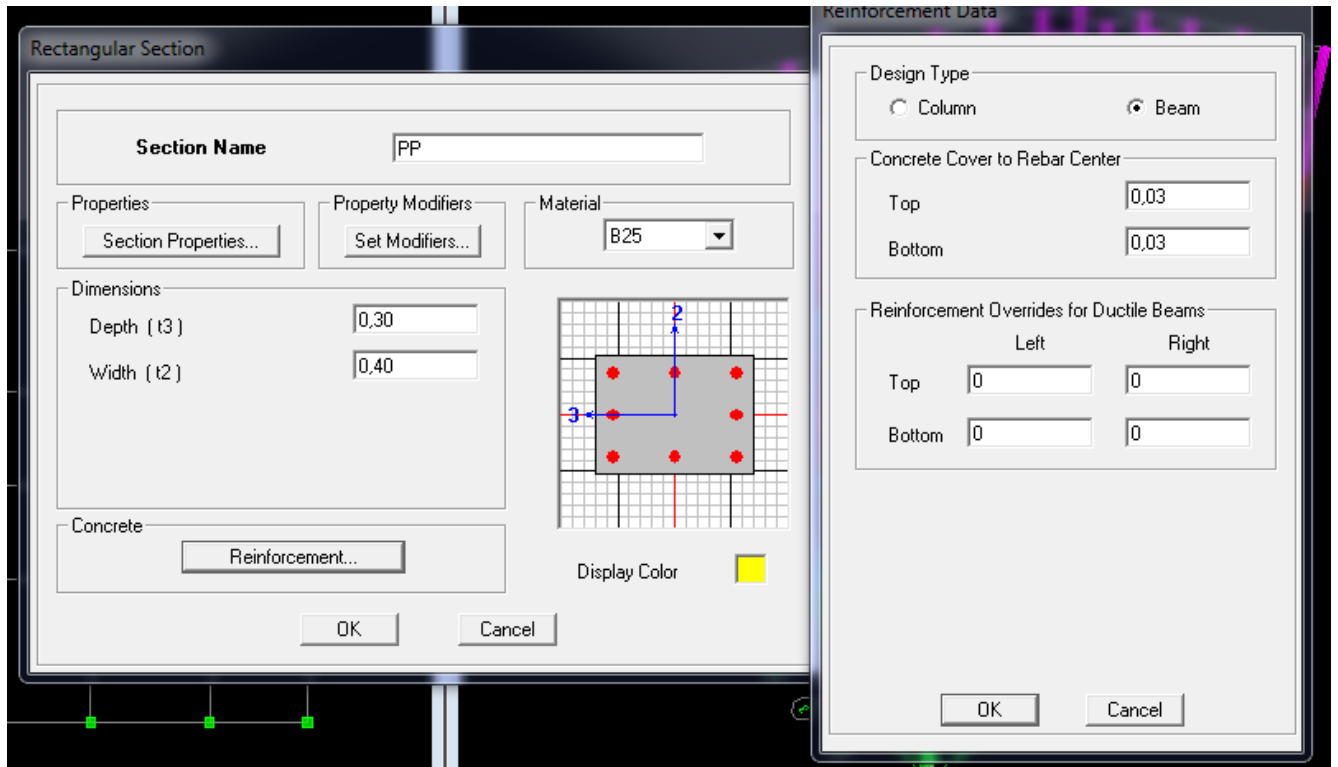 Rectangular Section
Section Name
PP
Properties
Section Properties...
Property Modifiers
Set Modifiers...
Material
B25
Dimensions
Depth ( t3 )
0,30
Width ( t2 )
0,40
2
3
Concrete
Reinforcement...
Display Color
OK
Cancel
Reinforcement Data
Design Type
Column
Beam
Concrete Cover to Rebar Center
Top
0,03
Bottom
0,03
Reinforcement Overrides for Ductile Beams
Left Right
Top 0 0
Bottom 0 0
OK
Cancel